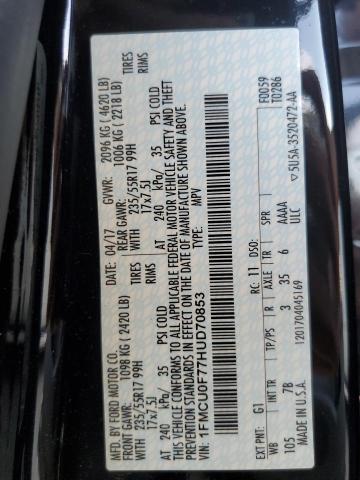 MFD. BY FORD MOTOR CO. 04/17 GVWR: 2096 KG ( 4620 LB)
FRONT GAWR: 1098 KG ( 2420 LB) REAR GAWR: 1006 KG ( 2218 LB)
WITH 235/55R17 99H TIRES WITH 235/55R17 99H TIRES
17x7.5J RIMS 17x7.5J RIMS
AT 240 kPa/ 35 PSI COLD AT 240 kPa/ 35 PSI COLD
THIS VEHICLE CONFORMS TO ALL APPLICABLE FEDERAL MOTOR VEHICLE SAFETY AND THEFT
PREVENTION STANDARDS IN EFFECT ON THE DATE OF MANUFACTURE SHOWN ABOVE.
VIN: 1FMCU0F77HUD70853
TYPE: MPV
F0059
T0286
EXT PNT: G1 RC: 11 DSO:
INT TR TP/PS R AXLE TR SPR
105 7B 3 35 6 AAAA
MADE IN U.S.A. ULC
1201704045169
5U5A-3520472-AA